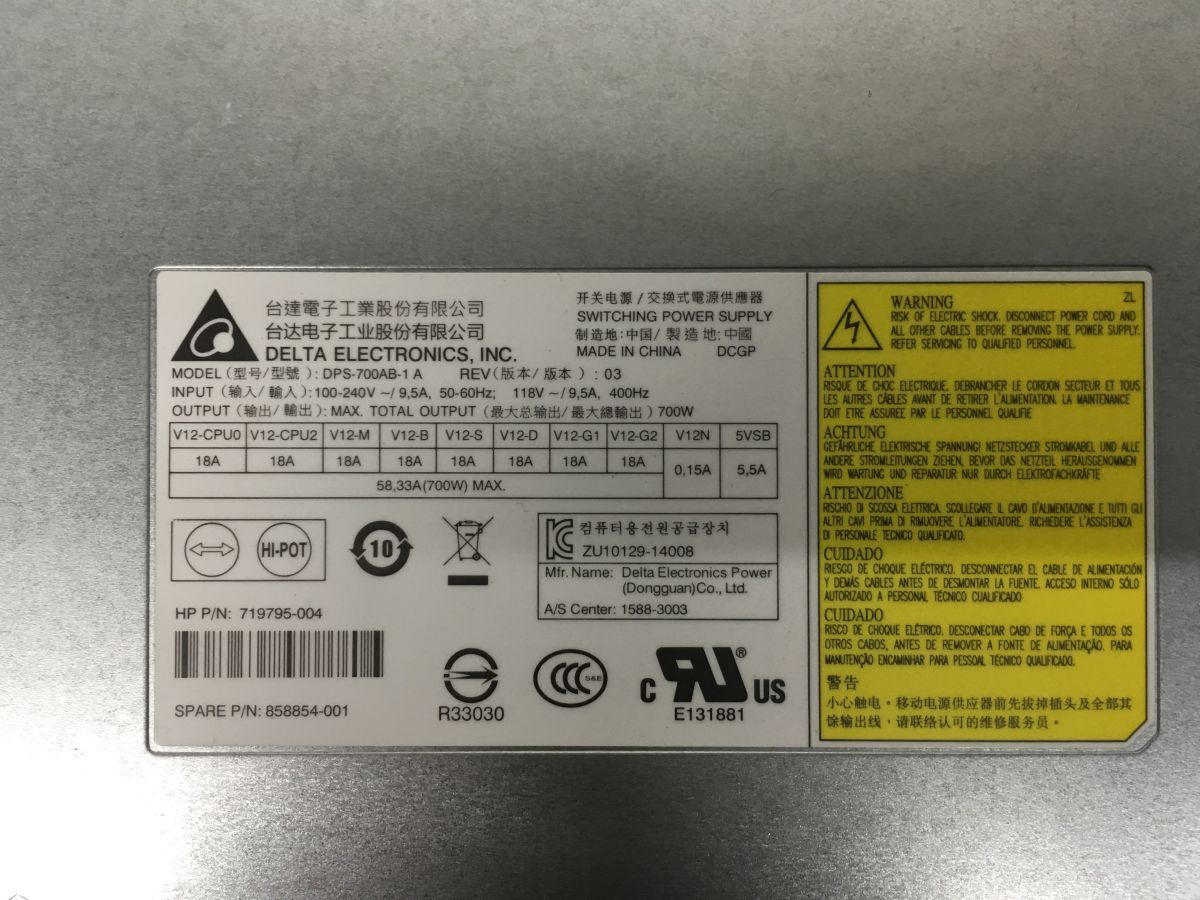 台達電子工業股份有限公司
台达电子工业股份有限公司
DELTA ELECTRONICS, INC.
开关电源 / 交換式電源供應器
SWITCHING POWER SUPPLY
制造地: 中国/ 製造地: 中國
MADE IN CHINA DCGP
MODEL (型号/型號) : DPS-700AB-1 A REV (版本/版本) : 03
INPUT (输入/輸入) : 100-240V ~/ 9,5A, 50-60Hz; 118V ~/ 9,5A, 400Hz
OUTPUT (输出/輸出) : MAX. TOTAL OUTPUT (最大总输出/最大總輸出) 700W
V12-CPU0 V12-CPU2 V12-M V12-B V12-S V12-D V12-G1 V12-G2 V12N 5VSB
18A 18A 18A 18A 18A 18A 18A 18A 0,15A 5,5A
58,33A(700W) MAX.
HI-POT
10
컴퓨터용전원공급장치
ZU10129-14008
Mfr. Name: Delta Electronics Power
(Dongguan)Co., Ltd.
A/S Center: 1588-3003
HP P/N: 719795-004
SPARE P/N: 858854-001
R33030
CCC S&E
c RU ® US
E131881
WARNING ZL
RISK OF ELECTRIC SHOCK. DISCONNECT POWER CORD AND
ALL OTHER CABLES BEFORE REMOVING THE POWER SUPPLY.
REFER SERVICING TO QUALIFIED PERSONNEL.
ATTENTION
RISQUE DE CHOC ELECTRIQUE. DEBRANCHER LE CORDON SECTEUR ET TOUS
LES AUTRES CÂBLES AVANT DE RETIRER L'ALIMENTATION. LA MAINTENANCE
DOIT ETRE ASSUREE PAR LE PERSONNEL QUALIFIE
ACHTUNG
GEFÄHRLICHE ELEKTRISCHE SPANNUNG! NETZSTECKER STROMKABEL UND ALLE
ANDERE STROMLEITUNGEN ZIEHEN, BEVOR DAS NETZTEIL HERAUSGENOMMEN
WIRD WARTUNG UND REPARATUR NUR DURCH ELEKTROFACHKRÄFTE
ATTENZIONE
RISCHIO DI SCOSSA ELETTRICA. SCOLLEGARE IL CAVO D'ALIMENTAZIONE E TUTTI GLI
ALTRI CAVI PRIMA DI RIMUOVERE L'ALIMENTATORE. RICHIEDERE L'ASSISTENZA
DI PERSONALE TECNICO QUALIFICATO.
CUIDADO
RIESGO DE CHOQUE ELÉCTRICO. DESCONNECTAR EL CABLE DE ALIMENTACIÓN
Y DEMÁS CABLES ANTES DE DESMONTAR LA FUENTE. ACCESO INTERNO SÓLO
AUTORIZADO A PERSONAL TÉCNICO CUALIFICADO
CUIDADO
RISCO DE CHOQUE ELÉTRICO. DESCONECTAR CABO DE FORÇA E TODOS OS
OTROS CABOS, ANTES DE REMOVER A FONTE DE ALIMENTAÇÃO. PARA
MANUTENÇÃO ENCAMINHAR PARA PESSOAL TÉCNICO QUALIFICADO.
警告
小心触电。移动电源供应器前先拔掉插头及全部其
馀输出线，请联络认可的维修服务员。